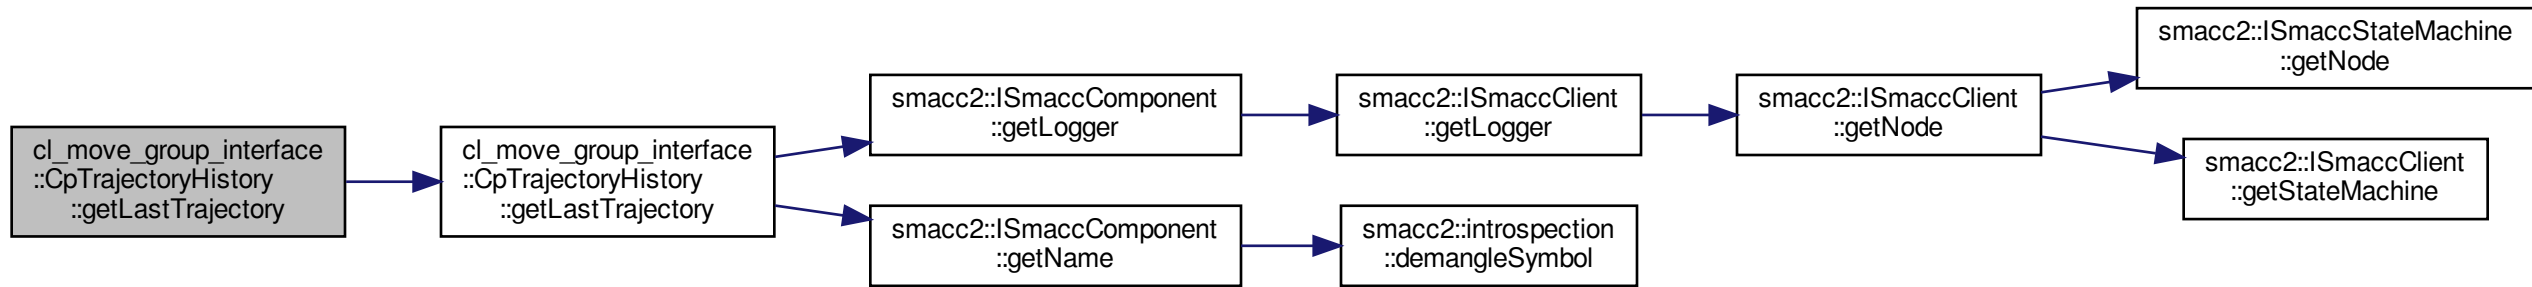 cl_move_group_interface
::CpTrajectoryHistory
::getLastTrajectory
cl_move_group_interface
::CpTrajectoryHistory
::getLastTrajectory
smacc2::ISmaccComponent
::getLogger
smacc2::ISmaccClient
::getLogger
smacc2::ISmaccClient
::getNode
smacc2::ISmaccStateMachine
::getNode
smacc2::ISmaccClient
::getStateMachine
smacc2::ISmaccComponent
::getName
smacc2::introspection
::demangleSymbol